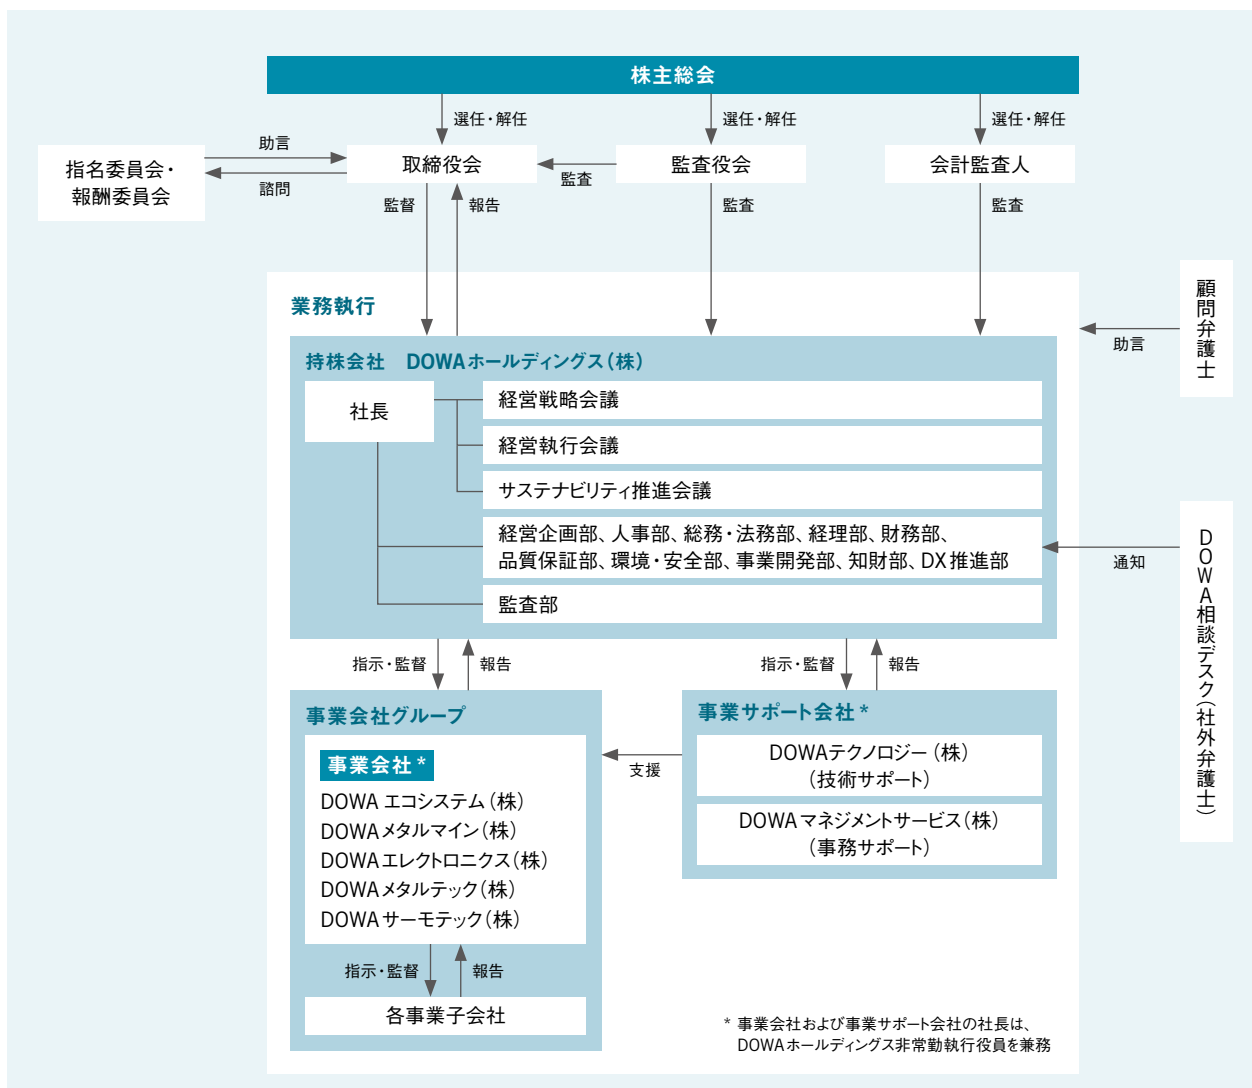 株主総会
選任・解任
選任・解任
選任・解任
指名委員会・
報酬委員会
助言
諮問
取締役会
監査
監査役会
会計監査人
監督
報告
監査
監査
業務執行
顧問弁護士
助言
持株会社 DOWAホールディングス(株)
社長
経営戦略会議
経営執行会議
サステナビリティ推進会議
経営企画部、人事部、総務・法務部、経理部、財務部、
品質保証部、環境・安全部、事業開発部、知財部、DX推進部
監査部
通知
DOWA相談デスク(社外弁護士)
指示・監督
報告
指示・監督
報告
事業会社グループ
事業会社*
DOWAエコシステム(株)
DOWAメタルマイン(株)
DOWAエレクトロニクス(株)
DOWAメタルテック(株)
DOWAサーモテック(株)
指示・監督
報告
各事業子会社
支援
事業サポート会社*
DOWAテクノロジー(株)
(技術サポート)
DOWAマネジメントサービス(株)
(事務サポート)
* 事業会社および事業サポート会社の社長は、
DOWAホールディングス非常勤執行役員を兼務